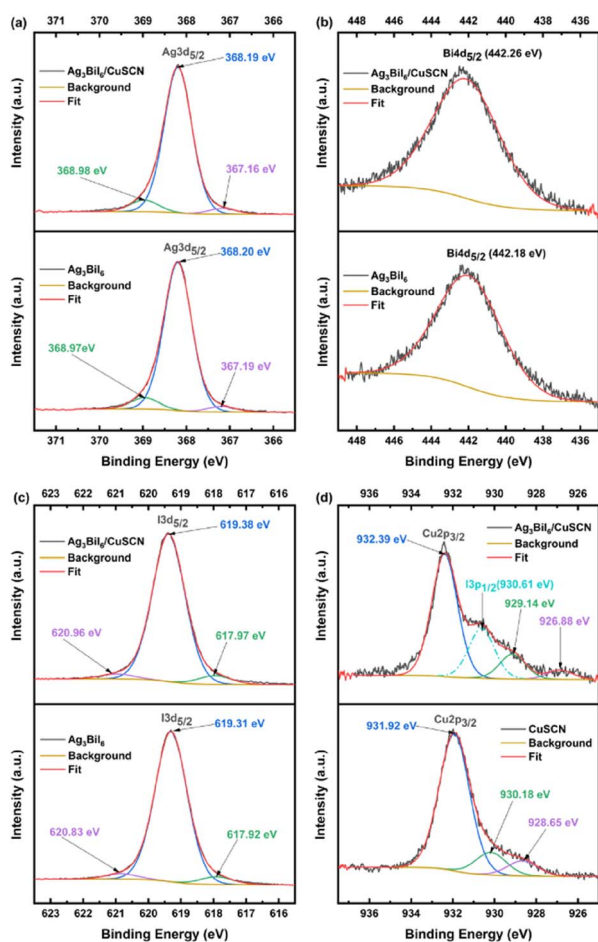 (a)
371 370 369 368 367 366
Ag3d5/2
368.19 eV
Ag₃BiI₆/CuSCN
Background
Fit
368.98 eV
367.16 eV
Intensity (a.u.)
Ag3d5/2
368.20 eV
Ag₃BiI₆
Background
Fit
368.97eV
367.19 eV
Intensity (a.u.)
371 370 369 368 367 366
Binding Energy (eV)
(b)
448 446 444 442 440 438 436
Bi4d5/2 (442.26 eV)
Ag₃BiI₆/CuSCN
Background
Fit
Intensity (a.u.)
Bi4d5/2 (442.18 eV)
Ag₃BiI₆
Background
Fit
Intensity (a.u.)
448 446 444 442 440 438 436
Binding Energy (eV)
(c)
623 622 621 620 619 618 617 616
I3d5/2
619.38 eV
Ag₃BiI₆/CuSCN
Background
Fit
620.96 eV
617.97 eV
Intensity (a.u.)
I3d5/2
619.31 eV
Ag₃BiI₆
Background
Fit
620.83 eV
617.92 eV
Intensity (a.u.)
623 622 621 620 619 618 617 616
Binding Energy (eV)
(d)
936 934 932 930 928 926
Cu2p3/2
Ag₃BiI₆/CuSCN
Background
Fit
932.39 eV
I3p1/2(930.61 eV)
929.14 eV
926.88 eV
Intensity (a.u.)
931.92 eV
Cu2p3/2
CuSCN
Background
Fit
930.18 eV
928.65 eV
Intensity (a.u.)
936 934 932 930 928 926
Binding Energy (eV)